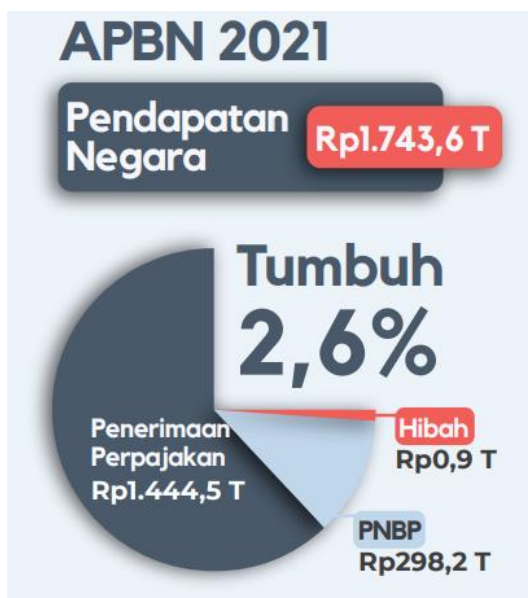 APBN 2021
Pendapatan
Negara
Rp1.743,6 T
Tumbuh
2,6%
Penerimaan
Perpajakan
Rp1.444,5 T
Hibah
Rp0,9 T
PNBP
Rp298,2 T